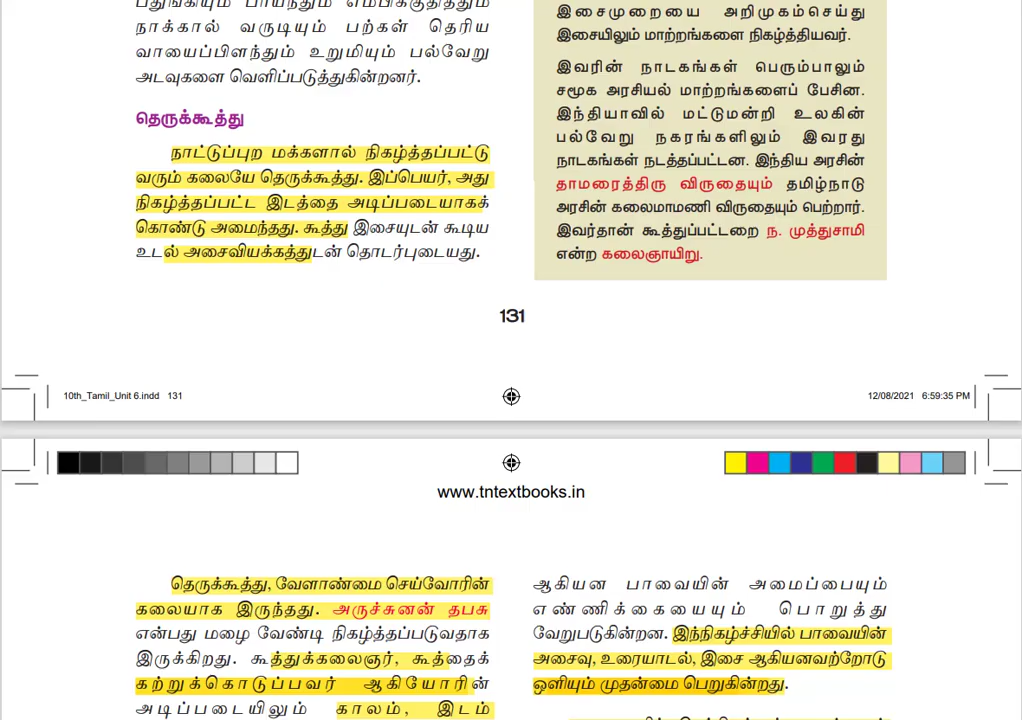 பதுங்கியும் பாய்ந்தும் எம்பிக்குதித்தும்
நாக்கால் வருடியும் பற்கள் தெரிய
வாயைப்பிளந்தும் உறுமியும் பல்வேறு
அடவுகளை வெளிப்படுத்துகின்றனர்.
தெருக்கூத்து
நாட்டுப்புற மக்களால் நிகழ்த்தப்பட்டு
வரும் கலையே தெருக்கூத்து. இப்பெயர், அது
நிகழ்த்தப்பட்ட இடத்தை அடிப்படையாகக்
கொண்டு அமைந்தது. கூத்து இசையுடன் கூடிய
உடல் அசைவியக்கத்துடன் தொடர்புடையது.
இசைமுறையை அறிமுகம்செய்து
இசையிலும் மாற்றங்களை நிகழ்த்தியவர்.
இவரின் நாடகங்கள் பெரும்பாலும்
சமூக அரசியல் மாற்றங்களைப் பேசின.
இந்தியாவில் மட்டுமன்றி உலகின்
பல்வேறு நகரங்களிலும் இவரது
நாடகங்கள் நடத்தப்பட்டன. இந்திய அரசின்
தாமரைத்திரு விருதையும் தமிழ்நாடு
அரசின் கலைமாமணி விருதையும் பெற்றார்.
இவர்தான் கூத்துப்பட்டறை ந. முத்துசாமி
என்ற கலைஞாயிறு.
131
10th_Tamil_Unit 6.indd 131
12/08/2021 6:59:35 PM
www.tntextbooks.in
தெருக்கூத்து, வேளாண்மை செய்வோரின்
கலையாக இருந்தது. அருச்சுனன் தபசு
என்பது மழை வேண்டி நிகழ்த்தப்படுவதாக
இருக்கிறது. கூத்துக்கலைஞர், கூத்தைக்
கற்றுக்கொடுப்பவர் ஆகியோரின்
அடிப்படையிலும் காலம், இடம்
ஆகியன பாவையின் அமைப்பையும்
எண்ணிக்கையையும் பொறுத்து
வேறுபடுகின்றன. இந்நிகழ்ச்சியில் பாவையின்
அசைவு, உரையாடல், இசை ஆகியனவற்றோடு
ஒளியும் முதன்மை பெறுகின்றது.